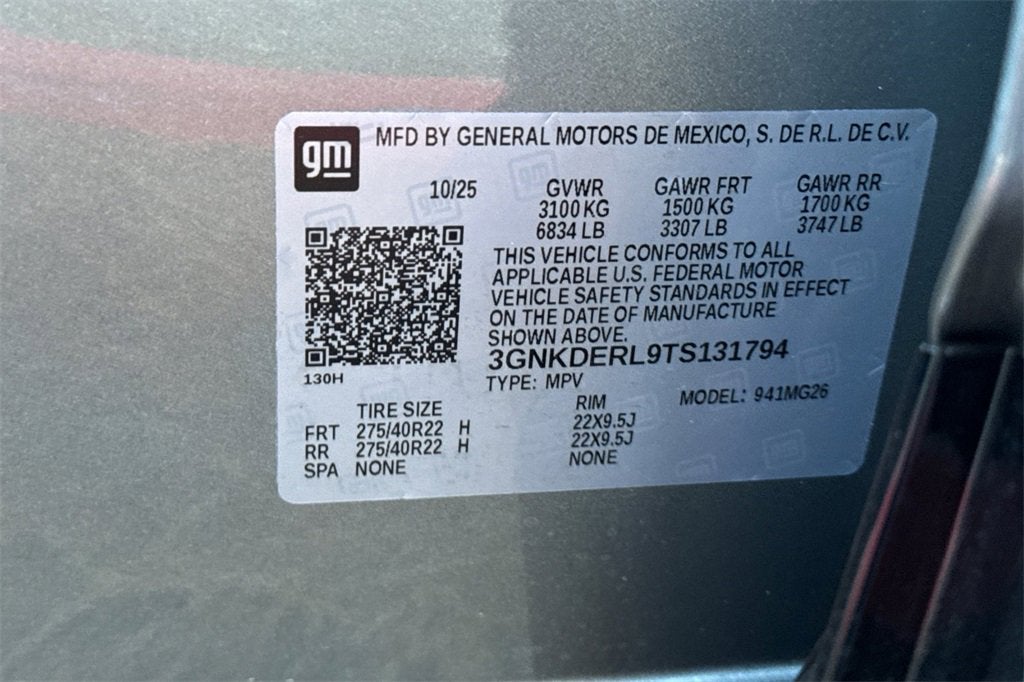 gm
MFD BY GENERAL MOTORS DE MEXICO, S. DE R.L. DE C.V.
10/25 GVWR GAWR FRT GAWR RR
3100 KG 1500 KG 1700 KG
6834 LB 3307 LB 3747 LB
THIS VEHICLE CONFORMS TO ALL
APPLICABLE U.S. FEDERAL MOTOR
VEHICLE SAFETY STANDARDS IN EFFECT
ON THE DATE OF MANUFACTURE
SHOWN ABOVE.
3GNKDERL9TS131794
130H
TYPE: MPV
MODEL: 941MG26
TIRE SIZE RIM
FRT 275/40R22 H 22X9.5J
RR 275/40R22 H 22X9.5J
SPA NONE NONE